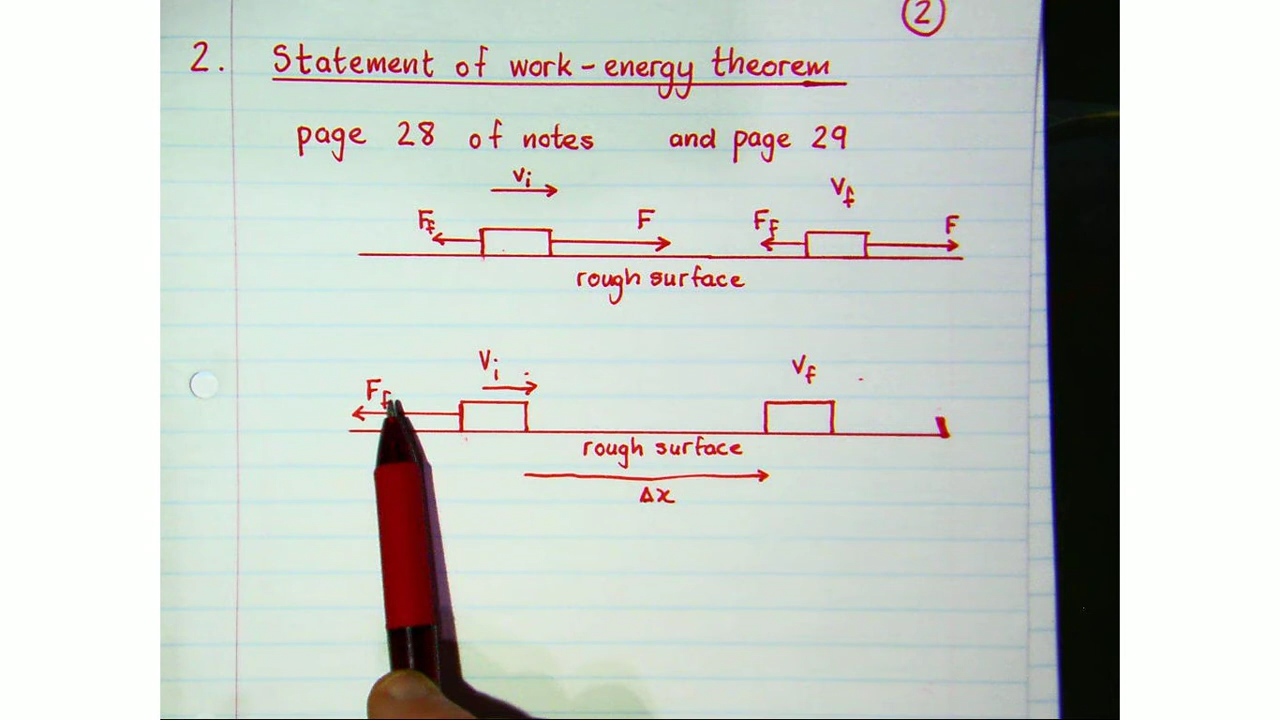 2
2. Statement of work-energy theorem
page 28 of notes and page 29
vi vf
Ff F Ff F
rough surface
vi vf
Ff
rough surface
Δx